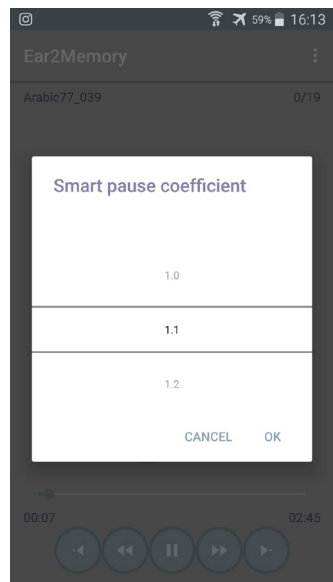 59% 16:13
Ear2Memory
Arabic77_039 0/19
Smart pause coefficient
1.0
1.1
1.2
CANCEL OK
00:07 02:45